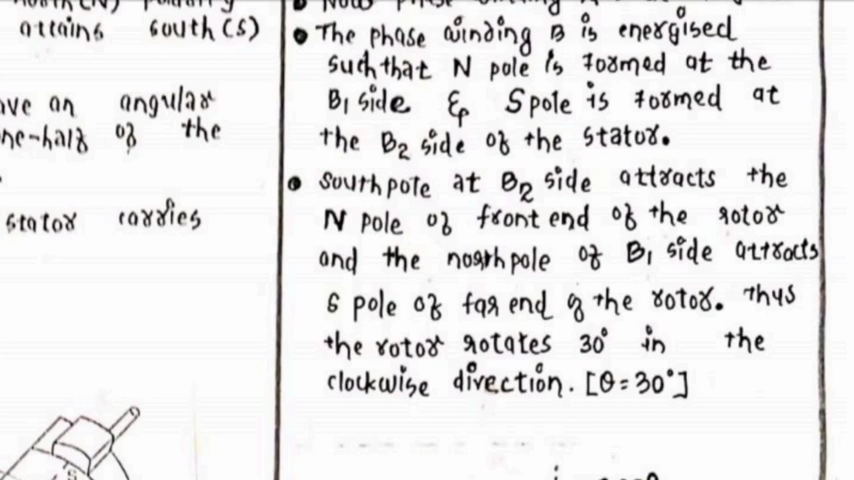 attains south(s)
ave an angular
ne-half of the
stator carries
• Now phase winding
• The phase winding B is energised
such that N pole is formed at the
B₁ side & S pole is formed at
the B₂ side of the stator.
• South pole at B₂ side attracts the
N pole of front end of the rotor
and the north pole of B₁ side attracts
S pole of far end of the rotor. Thus
the rotor rotates 30° in the
clockwise direction. [θ = 30°]
S